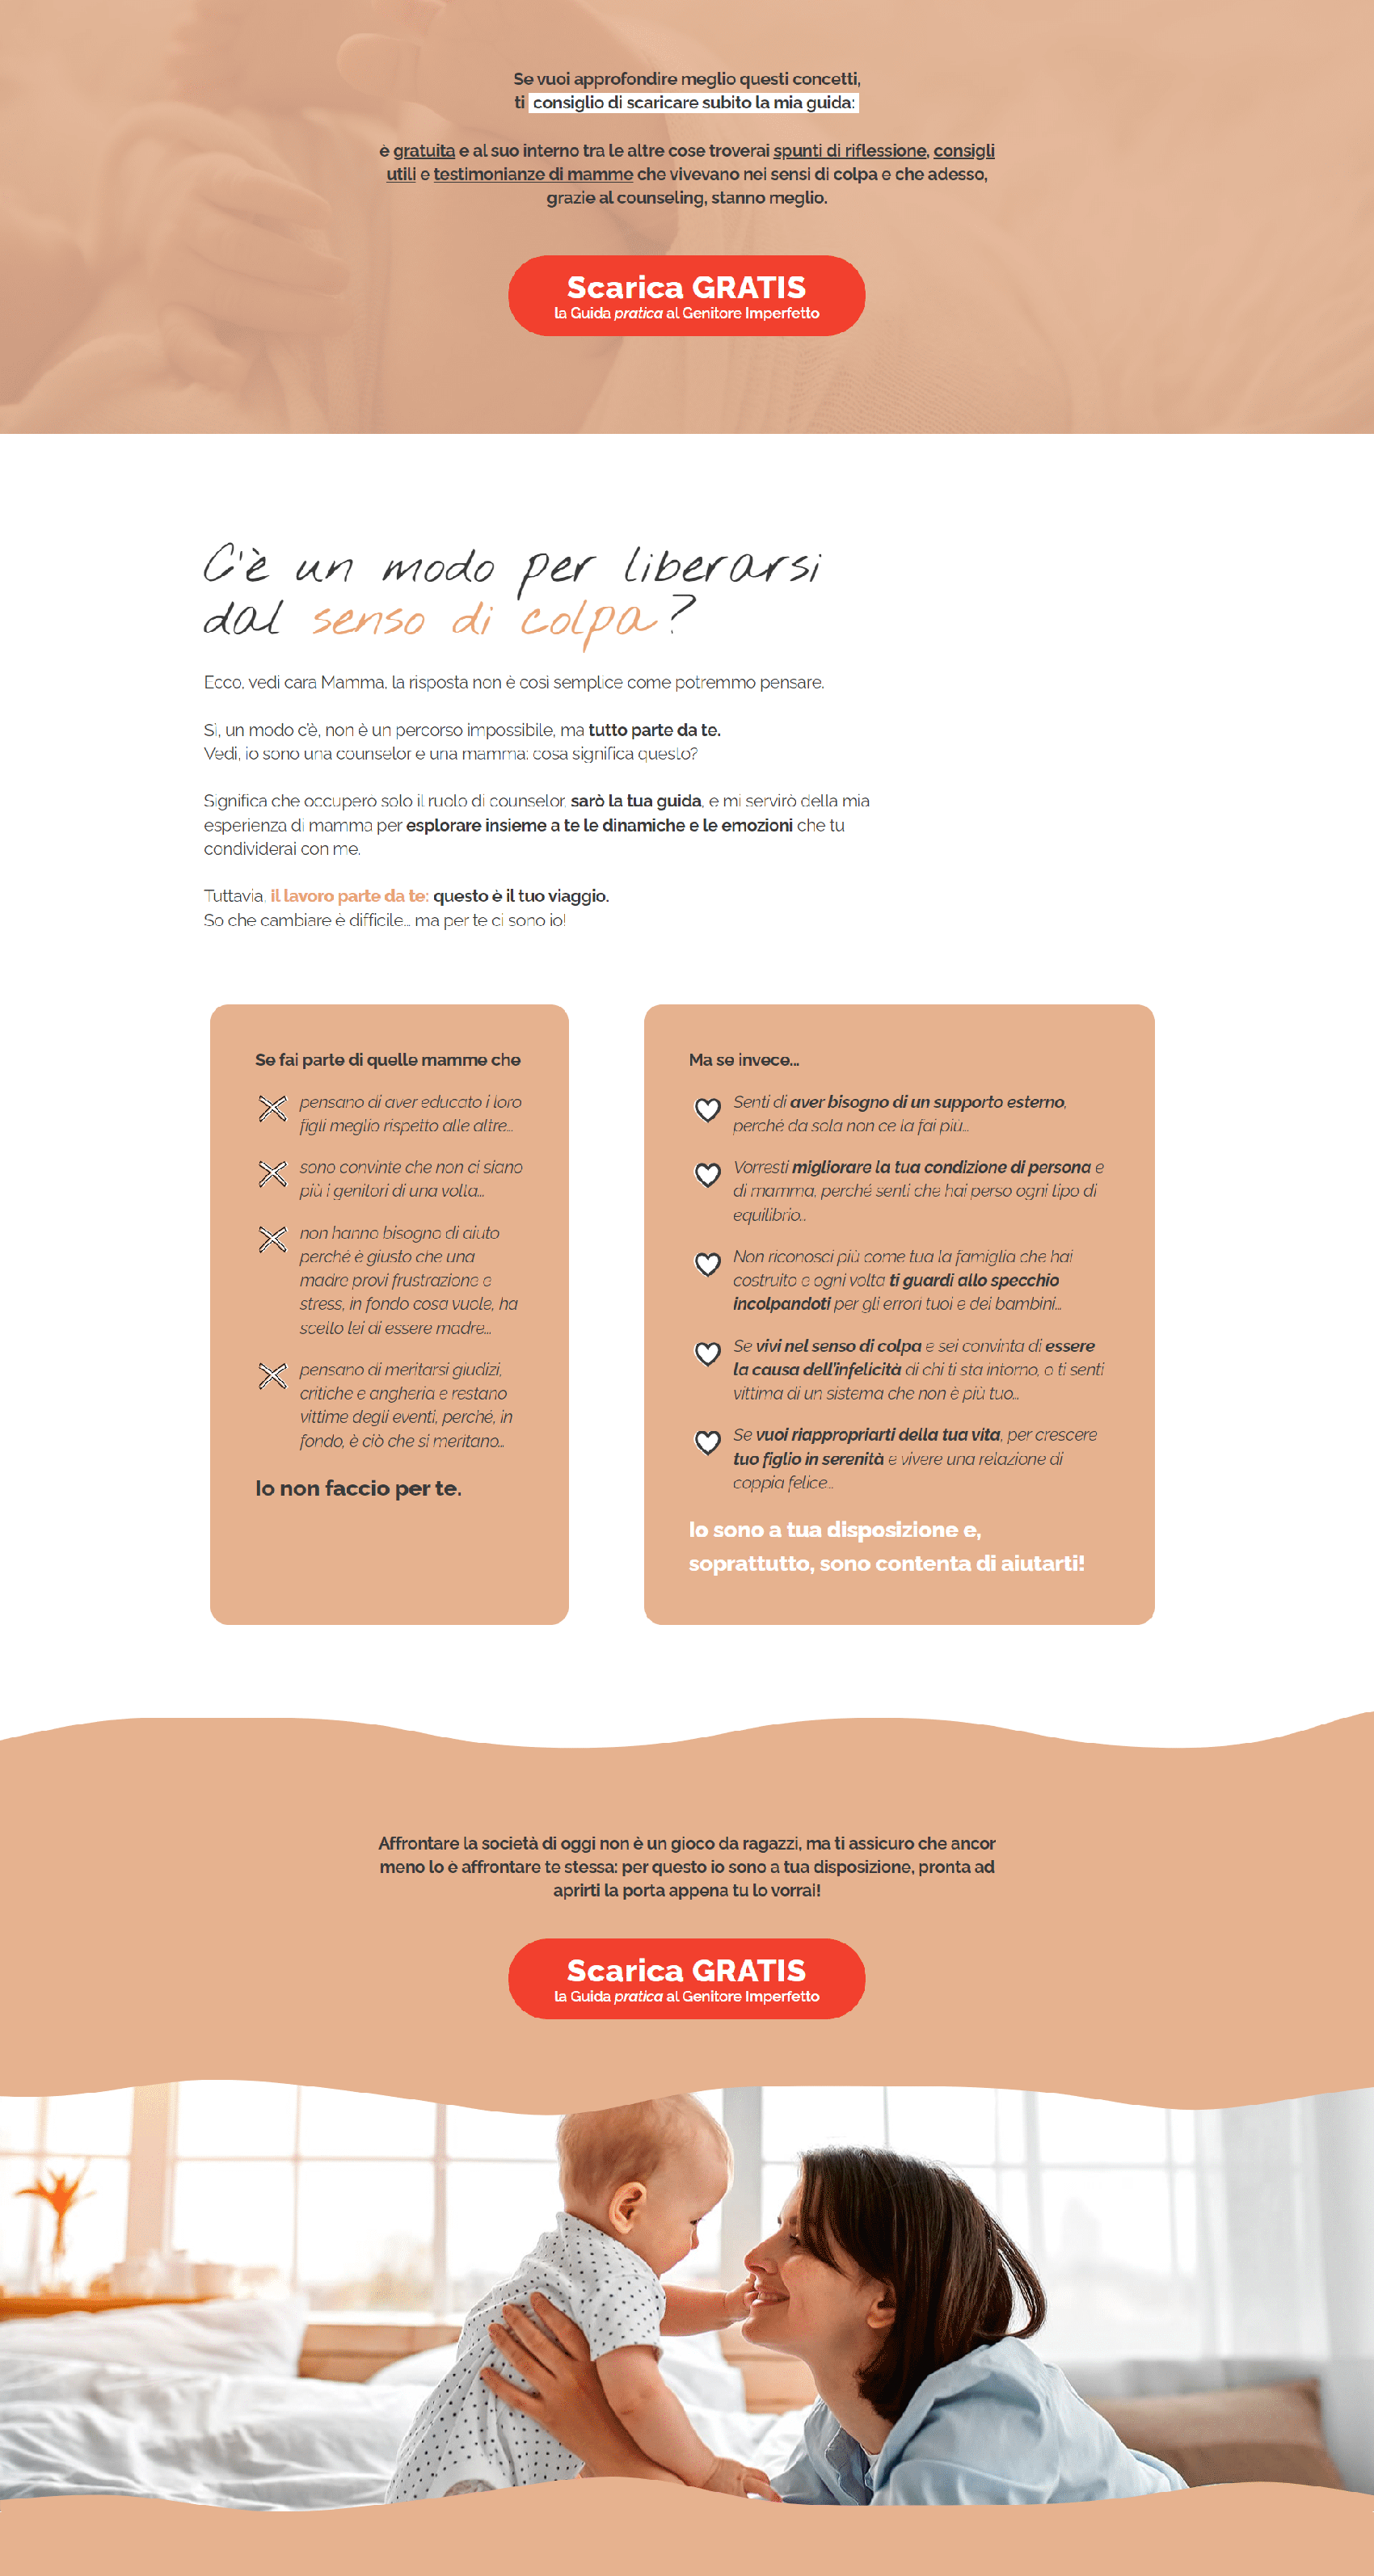 Se vuoi approfondire meglio questi concetti,
ti consiglio di scaricare subito la mia guida:
è gratuita e al suo interno tra le altre cose troverai spunti di riflessione, consigli
utili e testimonianze di mamme che vivevano nei sensi di colpa e che adesso,
grazie al counseling, stanno meglio.
Scarica GRATIS
la Guida pratica al Genitore Imperfetto
C'è un modo per liberarsi
dal senso di colpa?
Ecco, vedi cara Mamma, la risposta non è così semplice come potremmo pensare.
Sì, un modo c'è, non è un percorso impossibile, ma tutto parte da te.
Vedi, io sono una counselor e una mamma: cosa significa questo?
Significa che occuperò solo il ruolo di counselor, sarò la tua guida, e mi servirò della mia
esperienza di mamma per esplorare insieme a te le dinamiche e le emozioni che tu
condividerai con me.
Tuttavia, il lavoro parte da te: questo è il tuo viaggio.
So che cambiare è difficile... ma per te ci sono io!
Se fai parte di quelle mamme che
pensano di aver educato i loro
figli meglio rispetto alle altre...
sono convinte che non ci siano
più i genitori di una volta...
non hanno bisogno di aiuto
perché è giusto che una
madre provi frustrazione e
stress, in fondo cosa vuole, ha
scelto lei di essere madre...
pensano di meritarsi giudizi,
critiche e angheria e restano
vittime degli eventi, perché, in
fondo, è ciò che si meritano...
Io non faccio per te.
Ma se invece...
Senti di aver bisogno di un supporto esterno,
perché da sola non ce la fai più...
Vorresti migliorare la tua condizione di persona e
di mamma, perché senti che hai perso ogni tipo di
equilibrio..
Non riconosci più come tua la famiglia che hai
costruito e ogni volta ti guardi allo specchio
incolpandoti per gli errori tuoi e dei bambini...
Se vivi nel senso di colpa e sei convinta di essere
la causa dell'infelicità di chi ti sta intorno, o ti senti
vittima di un sistema che non è più tuo...
Se vuoi riappropriarti della tua vita, per crescere
tuo figlio in serenità e vivere una relazione di
coppia felice...
Io sono a tua disposizione e,
soprattutto, sono contenta di aiutarti!
Affrontare la società di oggi non è un gioco da ragazzi, ma ti assicuro che ancor
meno lo è affrontare te stessa: per questo io sono a tua disposizione, pronta ad
aprirti la porta appena tu lo vorrai!
Scarica GRATIS
la Guida pratica al Genitore Imperfetto